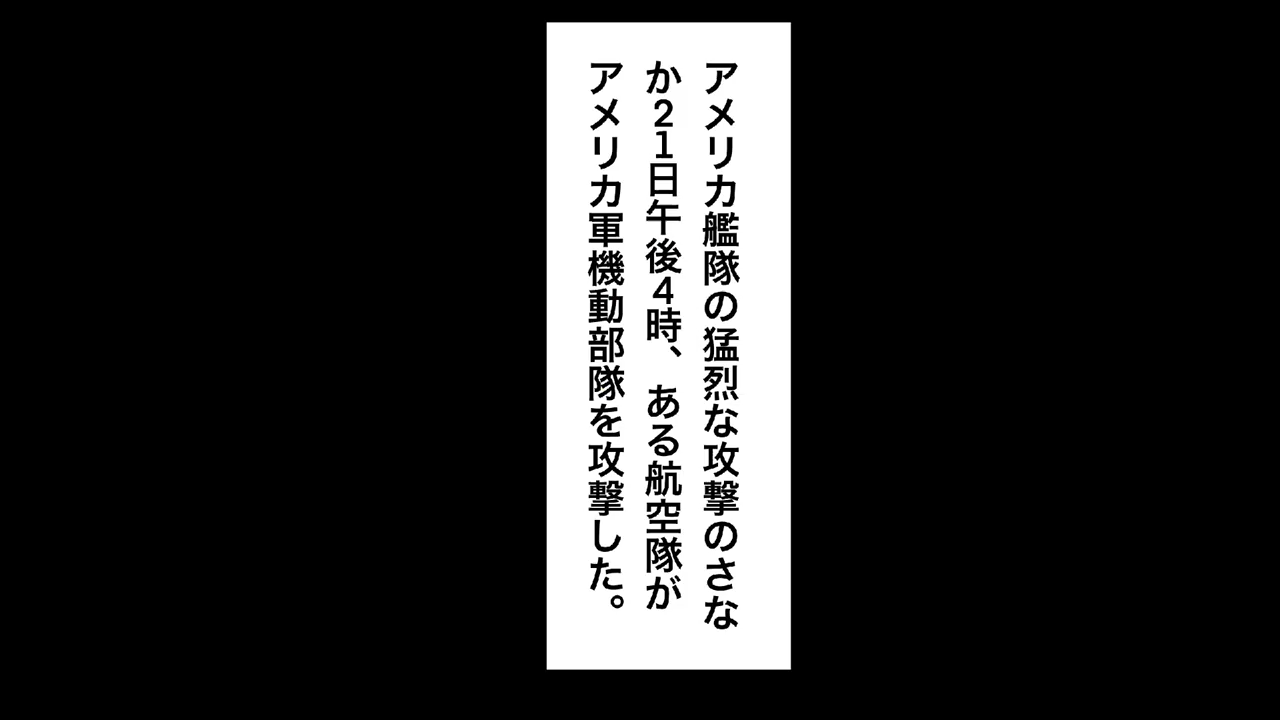 アメリカ艦隊の猛烈な攻撃のさな
か21日午後4時、ある航空隊が
アメリカ軍機動部隊を攻撃した。